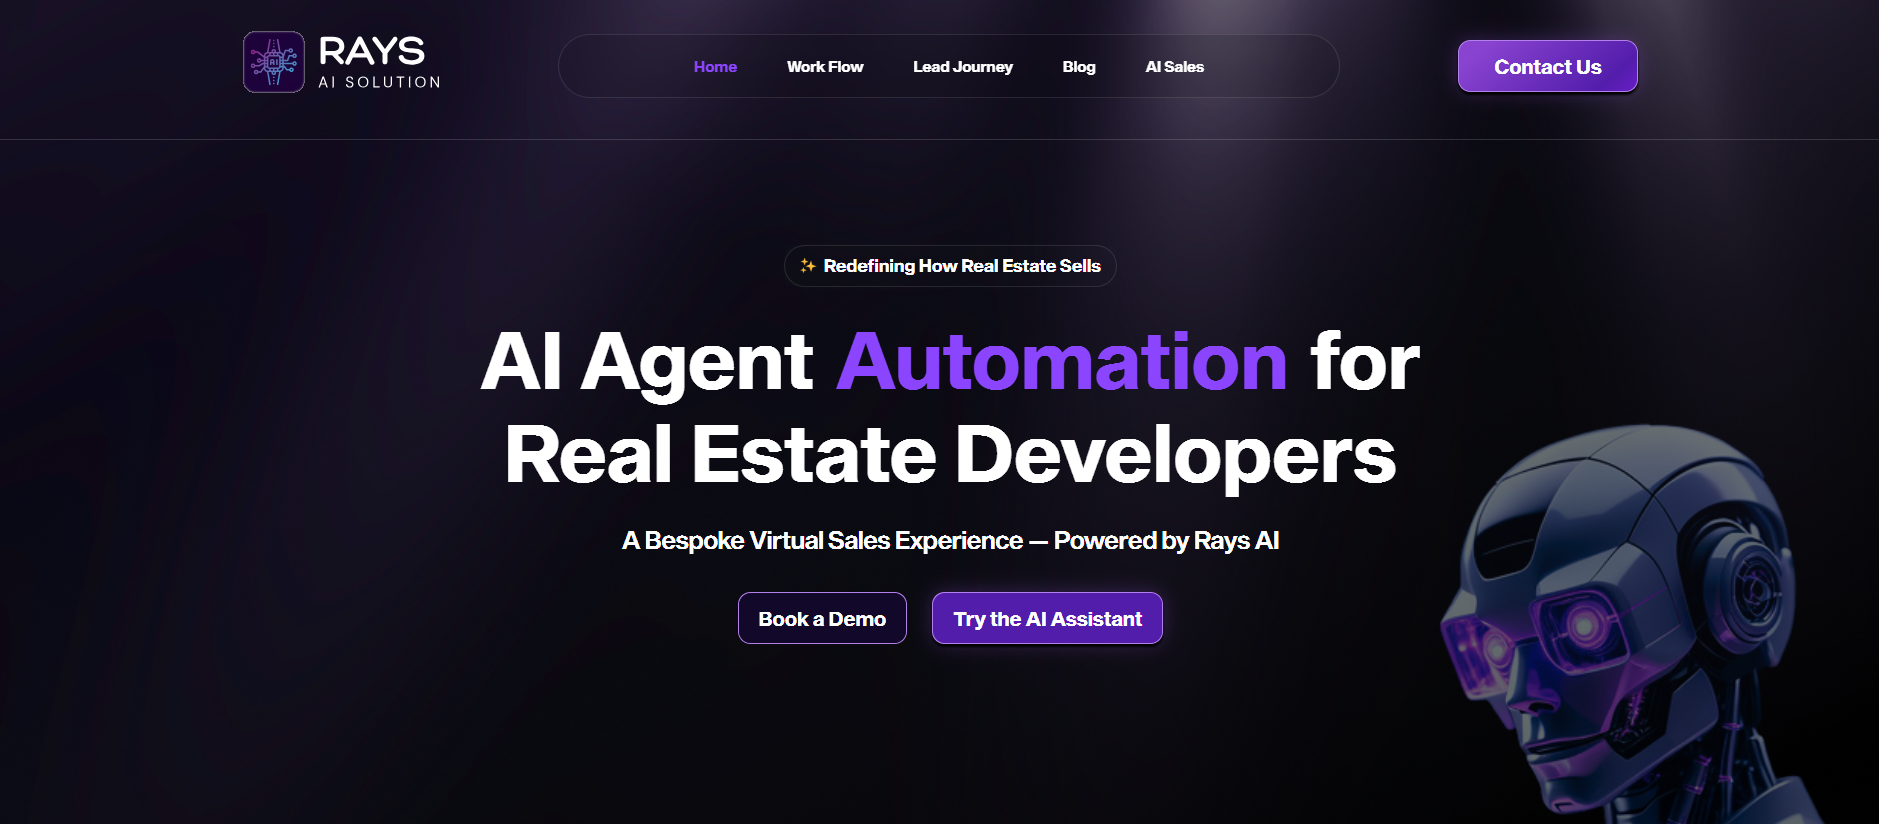 RAYS
AI SOLUTION
Home
Work Flow
Lead Journey
Blog
AI Sales
Contact Us
✨ Redefining How Real Estate Sells
AI Agent Automation for
Real Estate Developers
A Bespoke Virtual Sales Experience — Powered by Rays AI
Book a Demo
Try the AI Assistant